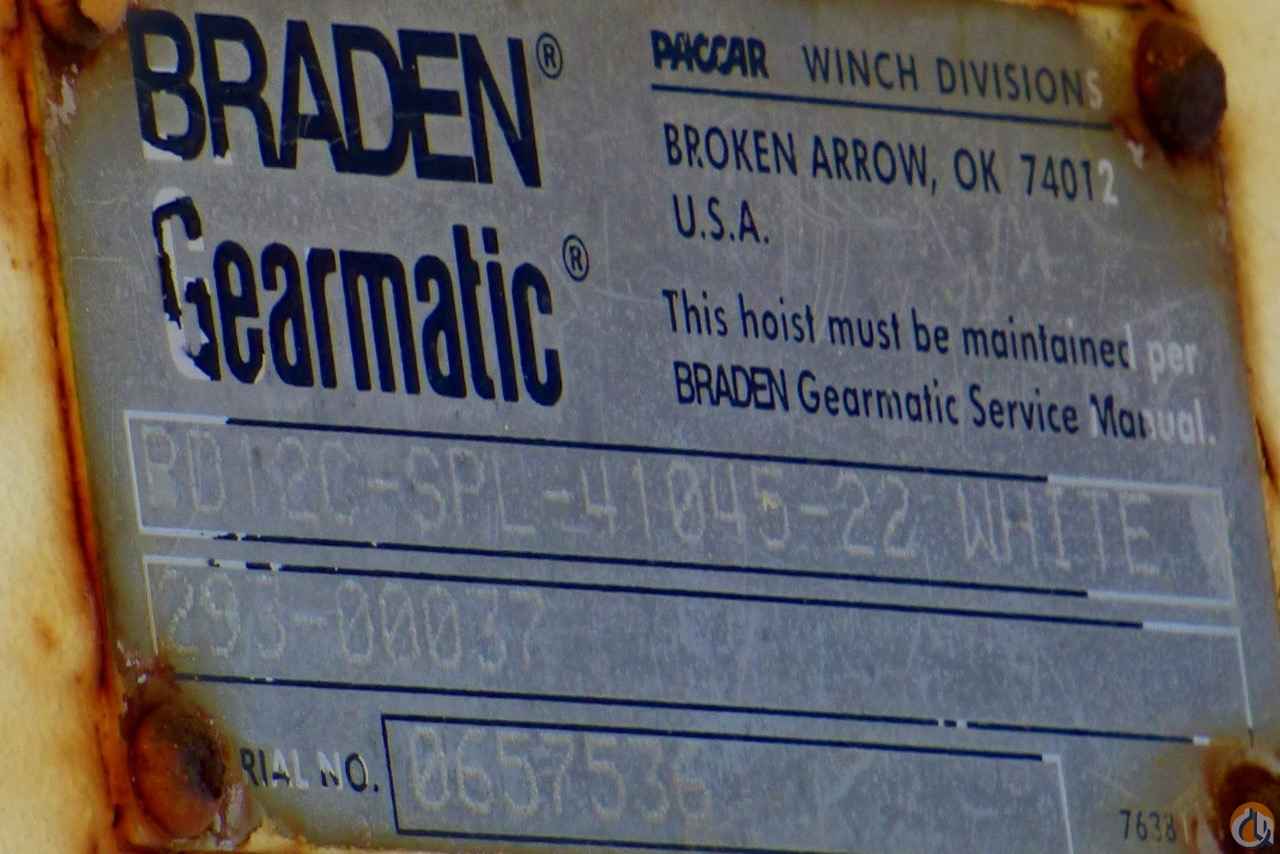 BRADEN®
Gearmatic®
PACCAR WINCH DIVISIONS
BROKEN ARROW, OK 74012
U.S.A.
This hoist must be maintained per
BRADEN Gearmatic Service Manual.
BD12C-SPL-41045-22 WHITE
293-00037
RIAL NO. 0657536
7638